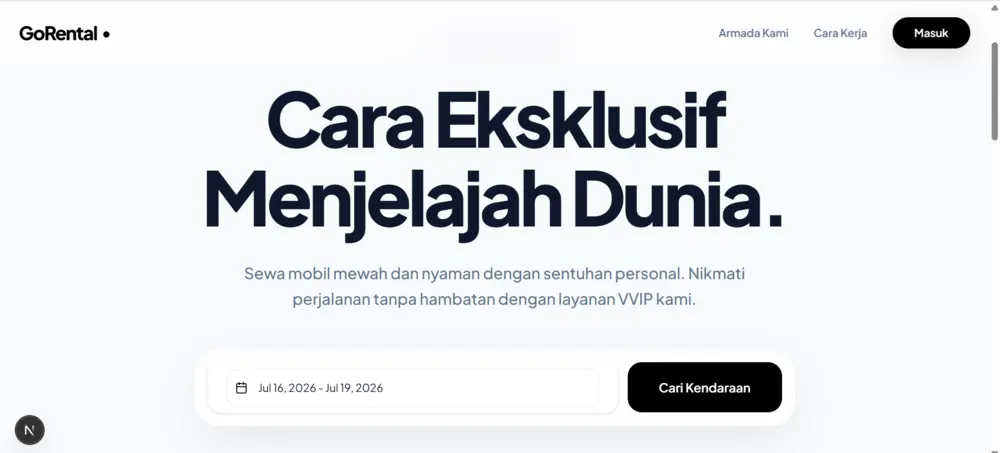 GoRental
Armada Kami
Cara Kerja
Masuk
Cara Eksklusif
Menjelajah Dunia.
Sewa mobil mewah dan nyaman dengan sentuhan personal. Nikmati
perjalanan tanpa hambatan dengan layanan VVIP kami.
Jul 16, 2026 - Jul 19, 2026
Cari Kendaraan
N